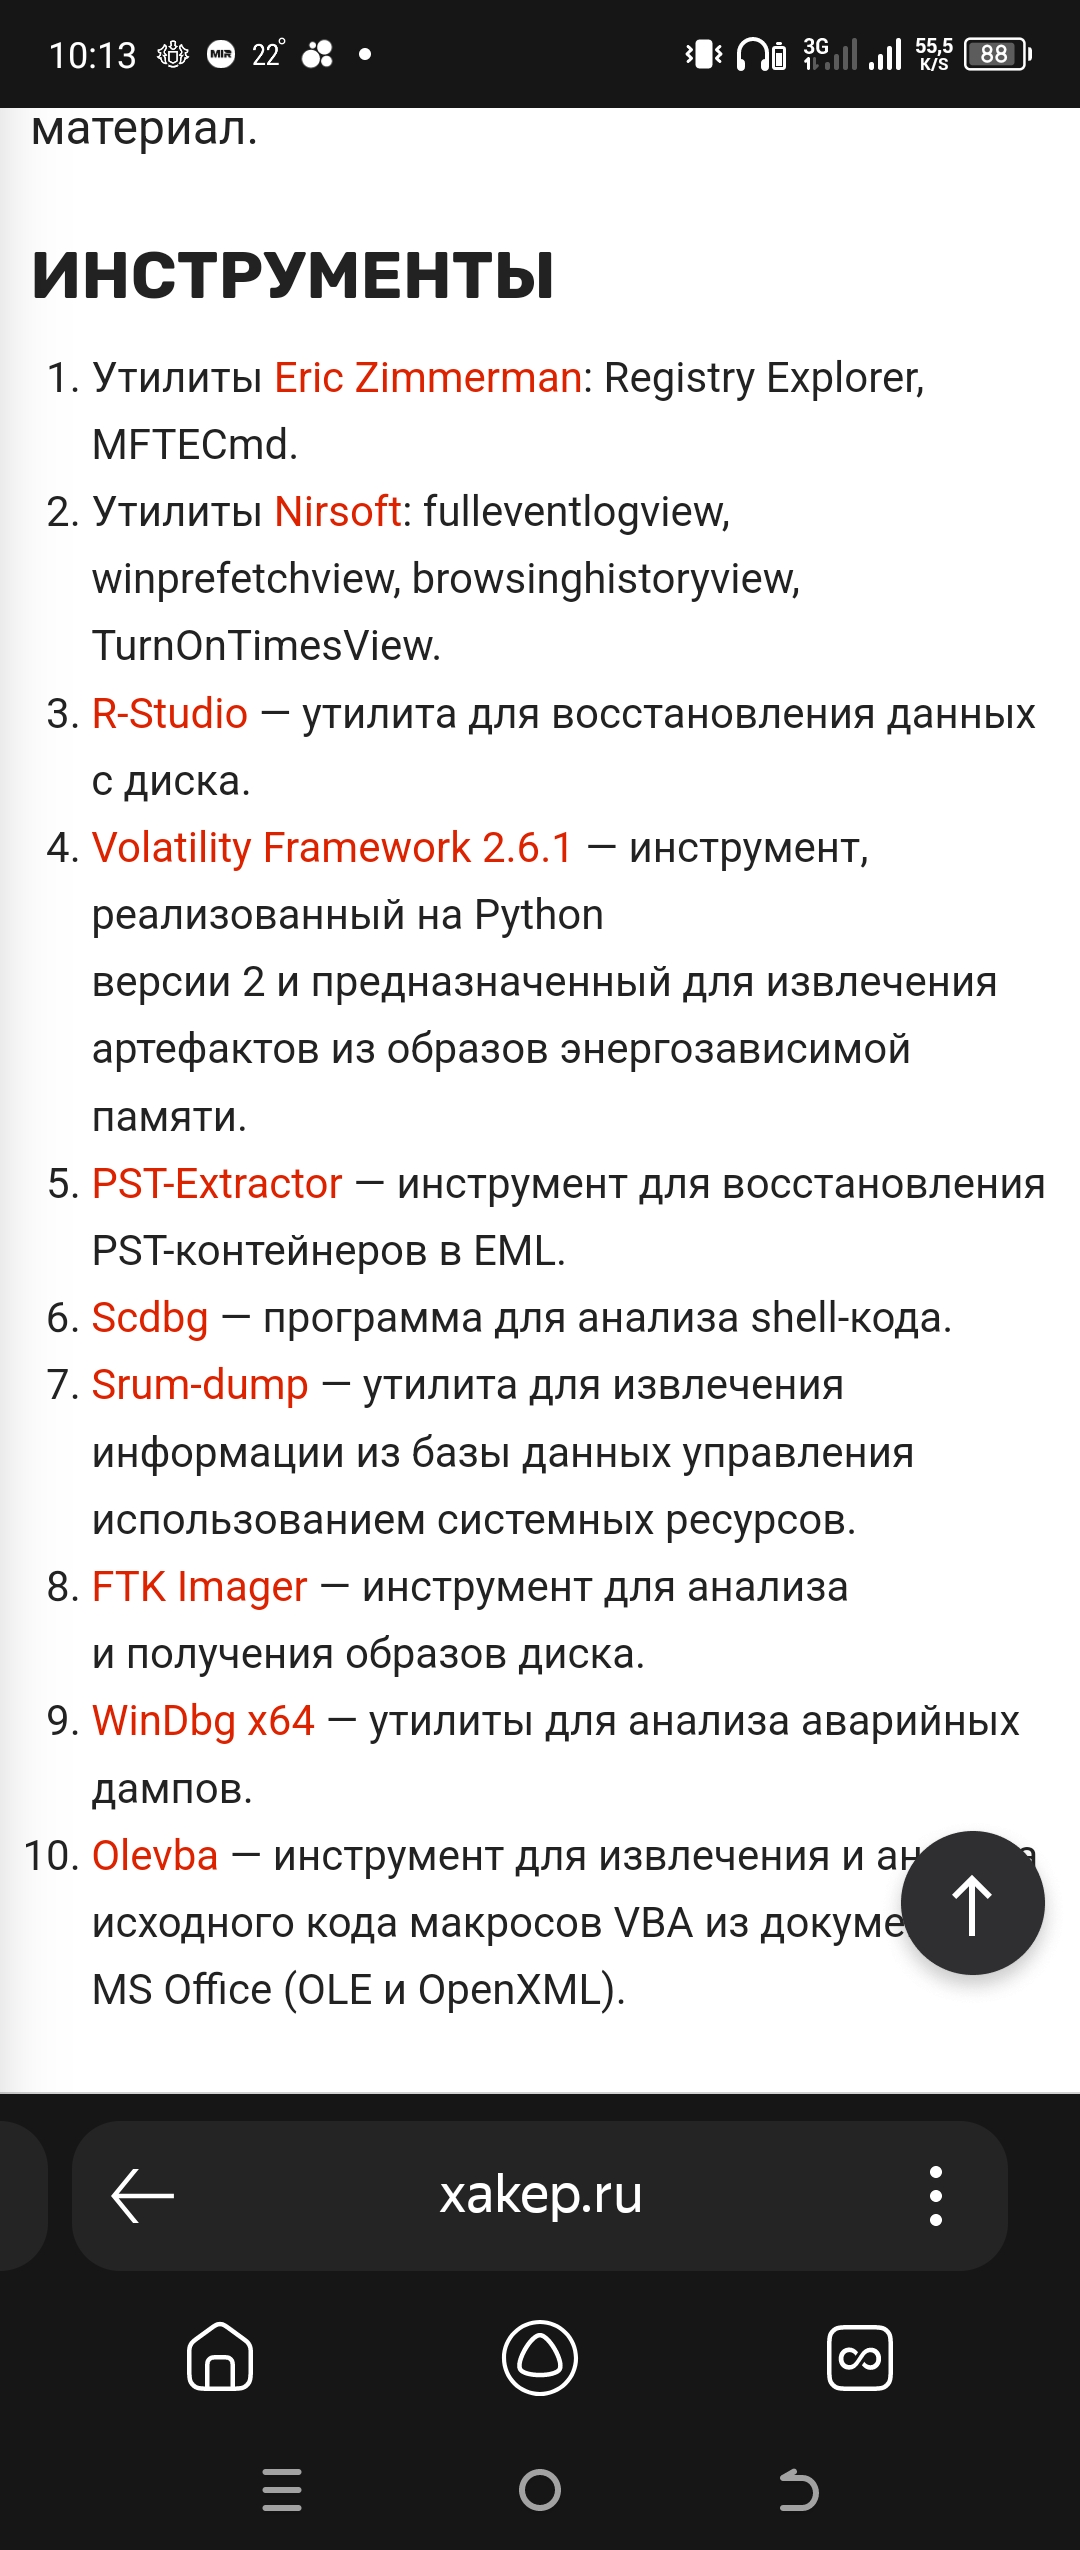 10:13 MIR 22° 3G 55,5 K/S 88
материал.
ИНСТРУМЕНТЫ
1. Утилиты Eric Zimmerman: Registry Explorer,
MFTECmd.
2. Утилиты Nirsoft: fulleventlogview,
winprefetchview, browsinghistoryview,
TurnOnTimesView.
3. R-Studio — утилита для восстановления данных
с диска.
4. Volatility Framework 2.6.1 — инструмент,
реализованный на Python
версии 2 и предназначенный для извлечения
артефактов из образов энергозависимой
памяти.
5. PST-Extractor — инструмент для восстановления
PST-контейнеров в EML.
6. Scdbg — программа для анализа shell-кода.
7. Srum-dump — утилита для извлечения
информации из базы данных управления
использованием системных ресурсов.
8. FTK Imager — инструмент для анализа
и получения образов диска.
9. WinDbg x64 — утилиты для анализа аварийных
дампов.
10. Olevba — инструмент для извлечения и
исходного кода макросов VBA из
MS Office (OLE и OpenXML).
xakep.ru